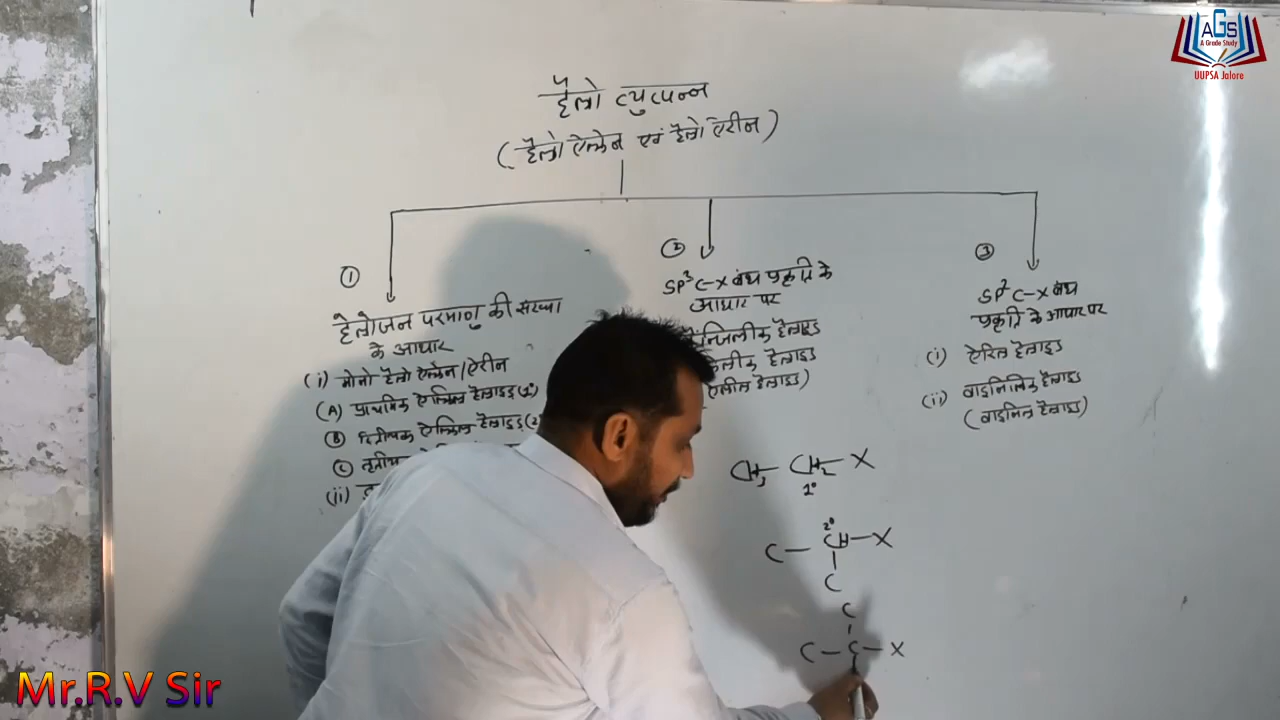 हैलो व्युत्पन्न
(हैलो ऐल्केन एवं हैलो ऐरीन)
①
हैलोजन परमाणु की संख्या
के आधार
(i) मोनो हैलो ऐल्केन/ऐरीन
(A) प्राथमिक ऐल्किल हैलाइड(1°)
Ⓑ द्वितीयक ऐल्किल हैलाइड(2
Ⓒ तृतीय
(ii)
②
SP³ C-X बंध प्रकृति के
आधार पर
न्जिलीक हैलाइड
लीक हैलाइड
एलील हैलाइड)
③
SP² C-X बंध
प्रकृति के आधार पर
(i) ऐरिल हैलाइड
(ii) वाइनिलिक हैलाइड
(वाइनिल हैलाइड)
CH₃ - CH₂ - X
1°
2°
C - CH - X
C
C
C - C - X
AGS
A Grade Study
UUPSA Jalore
Mr.R.V Sir